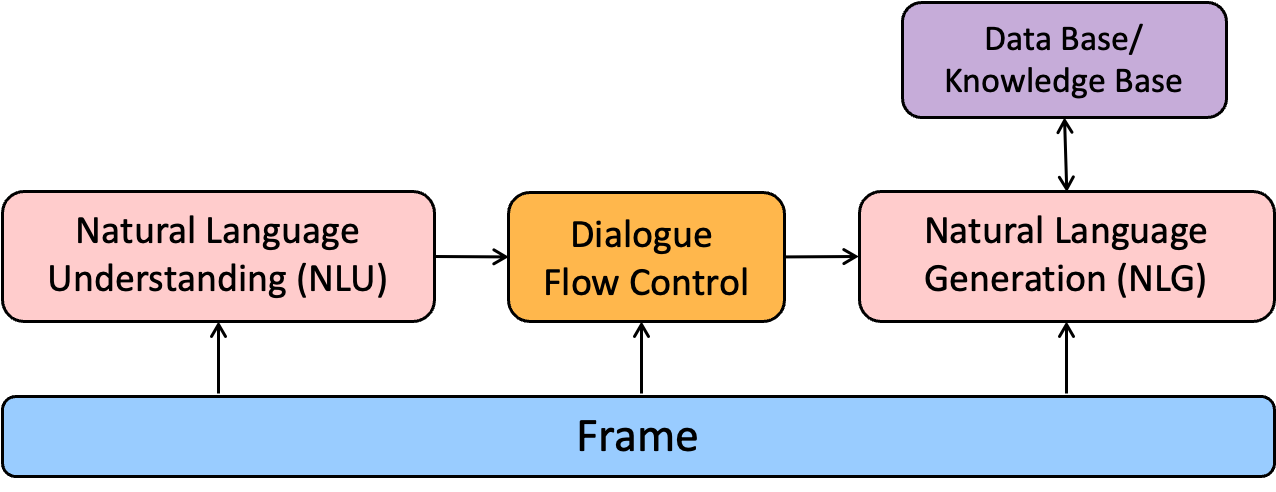 Data Base/
Knowledge Base
Natural Language
Understanding (NLU)
Dialogue
Flow Control
Natural Language
Generation (NLG)
Frame